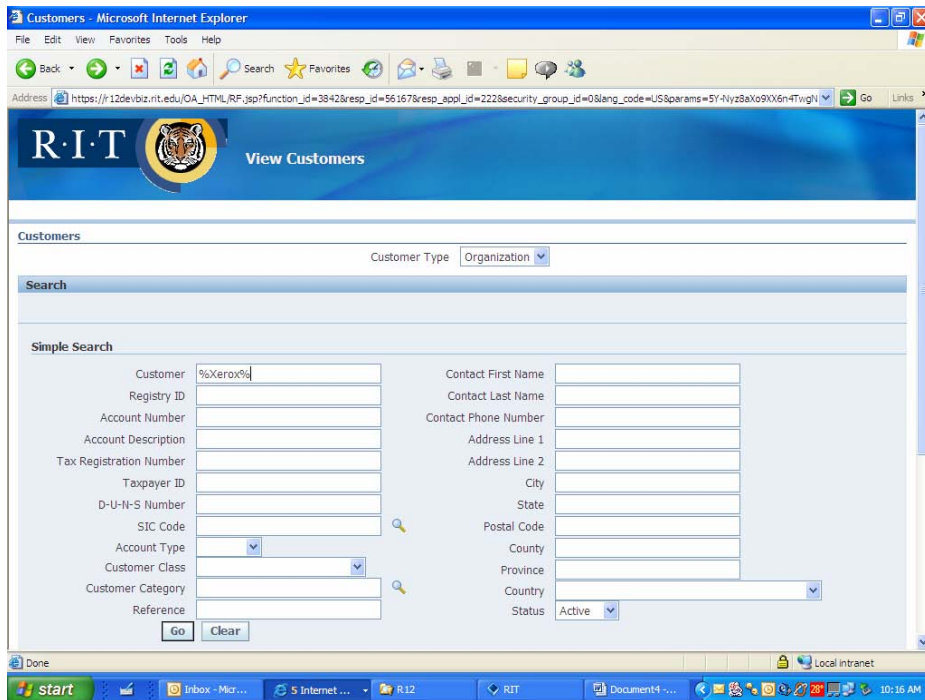 Customers - Microsoft Internet Explorer
File Edit View Favorites Tools Help
Back Search Favorites
Address https://r12devbiz.rit.edu/OA_HTML/RF.jsp?function_id=3842&resp_id=56167&resp_appl_id=222&security_group_id=0&lang_code=US&params=5Y-Nyz8aXo9XX6n4TwgN Go Links
R·I·T View Customers
Customers
Customer Type Organization
Search
Simple Search
Customer %Xerox% Contact First Name
Registry ID Contact Last Name
Account Number Contact Phone Number
Account Description Address Line 1
Tax Registration Number Address Line 2
Taxpayer ID City
D-U-N-S Number State
SIC Code Postal Code
Account Type County
Customer Class Province
Customer Category Country
Reference Status Active
Go Clear
Done Local intranet
start Inbox - Micr... 5 Internet ... R12 RIT Document4 -... 28° 10:16 AM